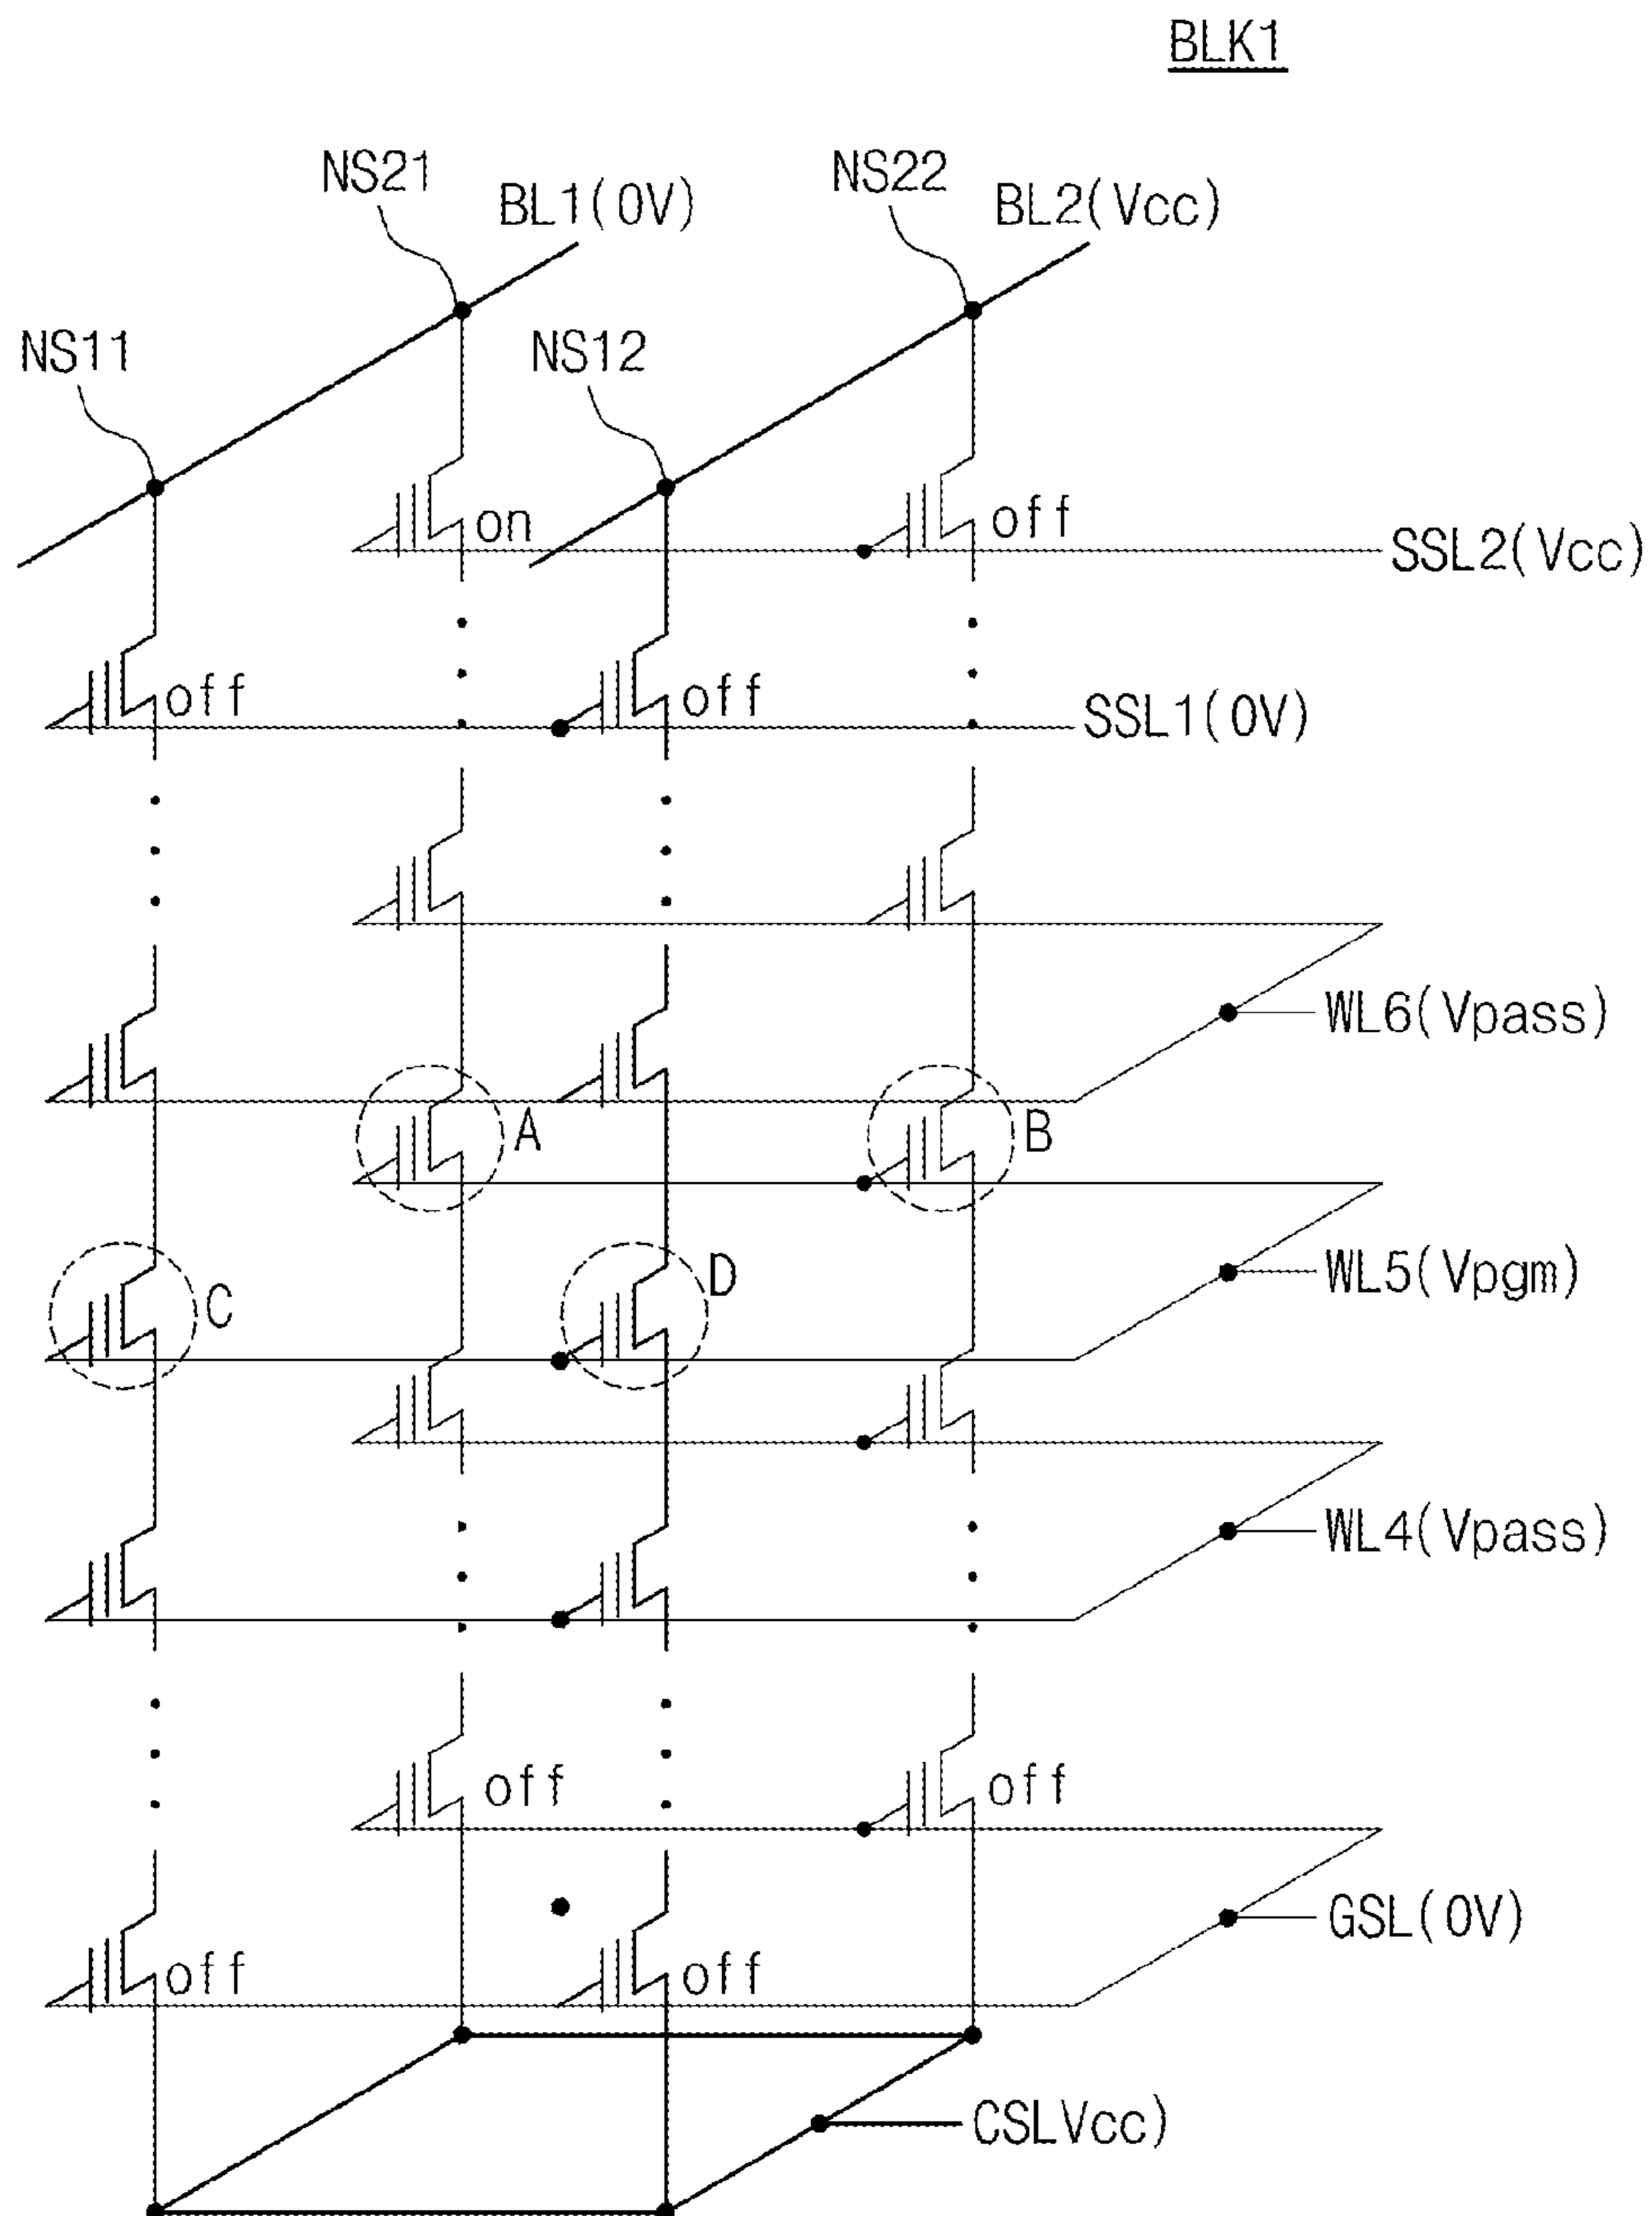 BLK1
NS21
BL1(0V)
NS22
BL2(Vcc)
NS11
NS12
on
off
SSL2(Vcc)
off
off
SSL1(0V)
WL6(Vpass)
A
B
WL5(Vpgm)
C
D
WL4(Vpass)
off
off
GSL(0V)
off
off
CSLVcc)